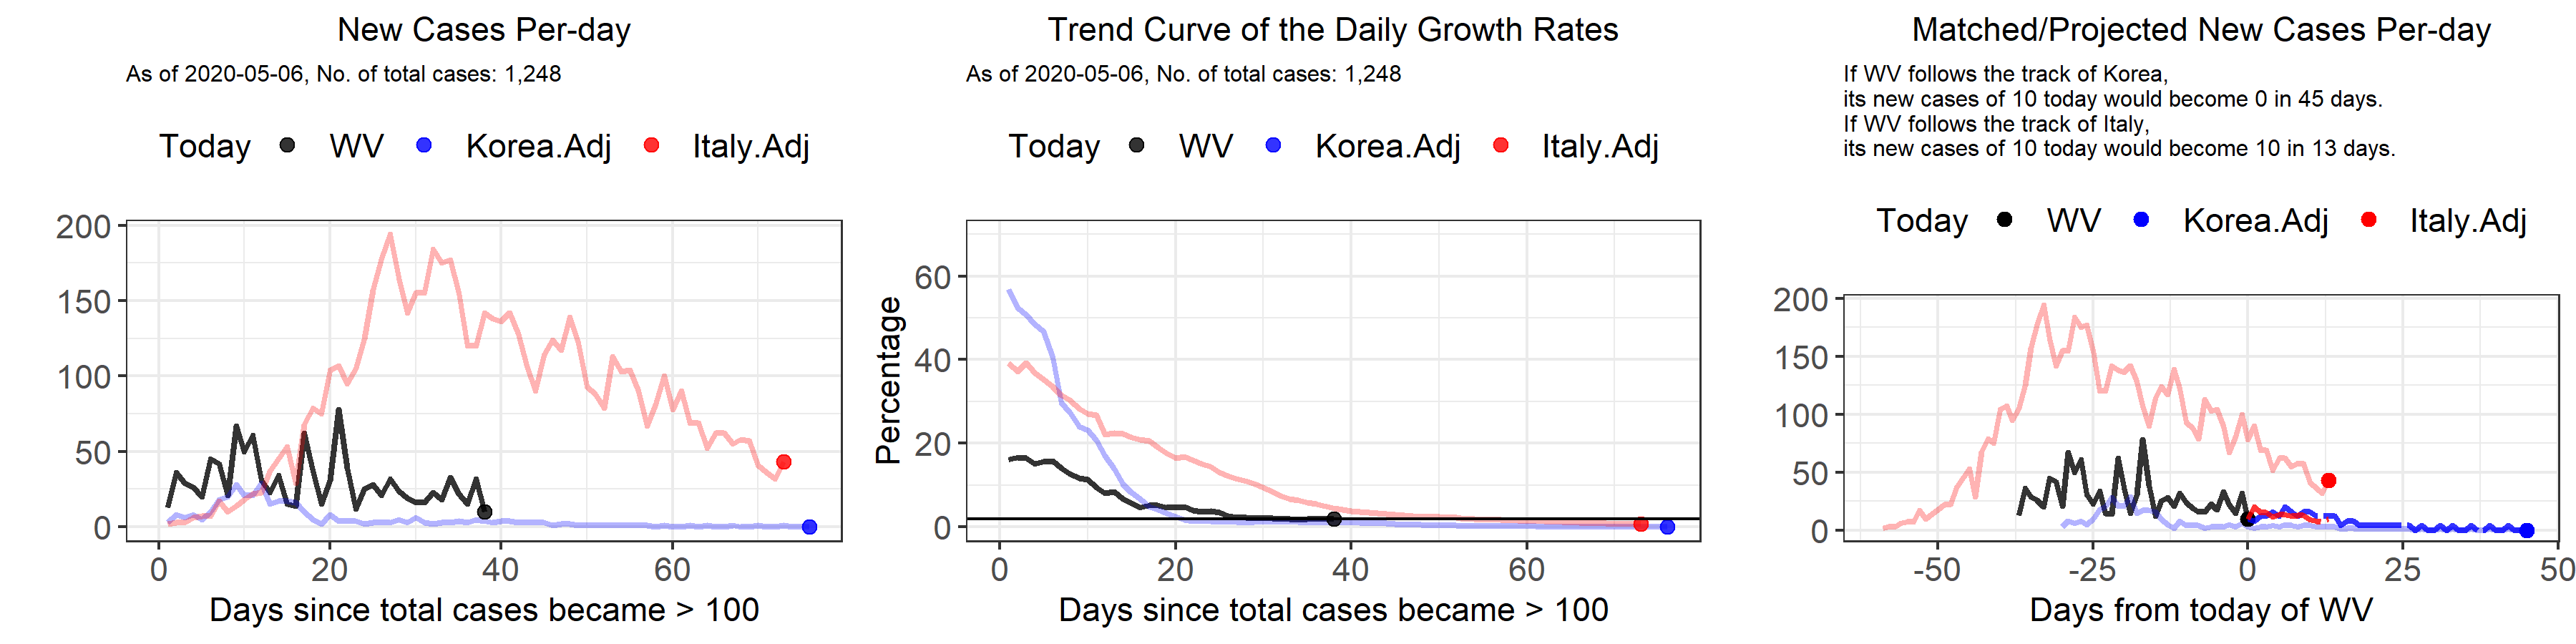 New Cases Per-day
As of 2020-05-06, No. of total cases: 1,248
Today WV Korea.Adj Italy.Adj
200
150
100
50
0
0 20 40 60
Days since total cases became > 100
Trend Curve of the Daily Growth Rates
As of 2020-05-06, No. of total cases: 1,248
Today WV Korea.Adj Italy.Adj
Percentage
60
40
20
0
0 20 40 60
Days since total cases became > 100
Matched/Projected New Cases Per-day
If WV follows the track of Korea,
its new cases of 10 today would become 0 in 45 days.
If WV follows the track of Italy,
its new cases of 10 today would become 10 in 13 days.
Today WV Korea.Adj Italy.Adj
200
150
100
50
0
-50 -25 0 25 50
Days from today of WV